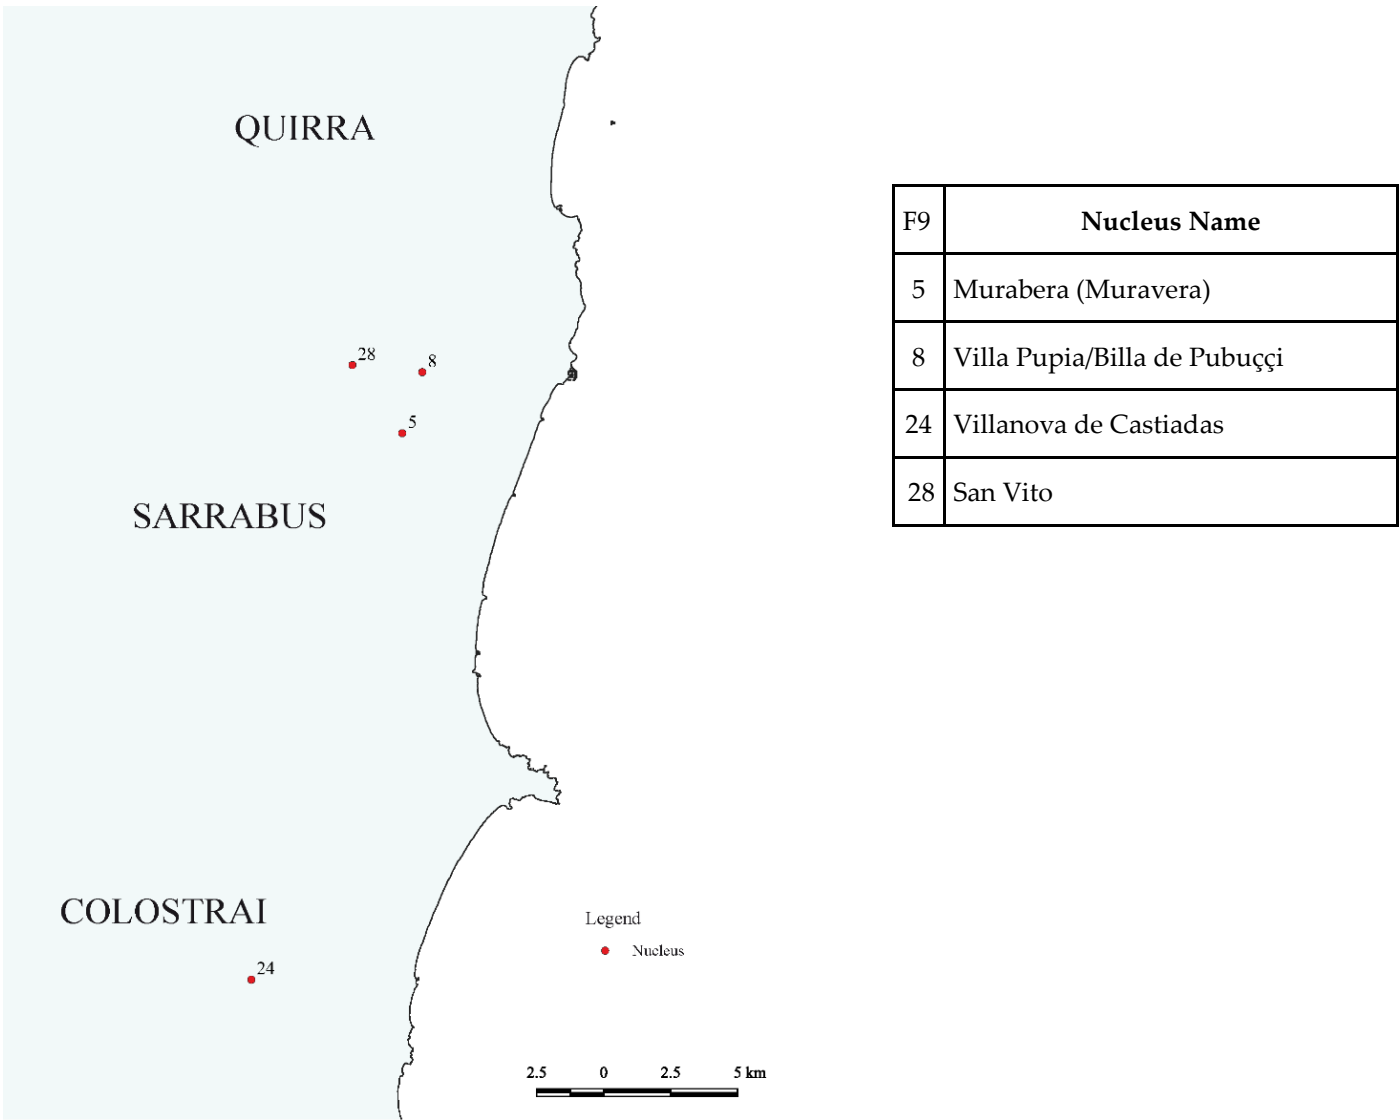 QUIRRA
28
8
5
SARRABUS
COLOSTRAI
24
Legend
Nucleus
2.5 0 2.5 5 km
F9 Nucleus Name
5 Murabera (Muravera)
8 Villa Pupia/Billa de Pubuççi
24 Villanova de Castiadas
28 San Vito